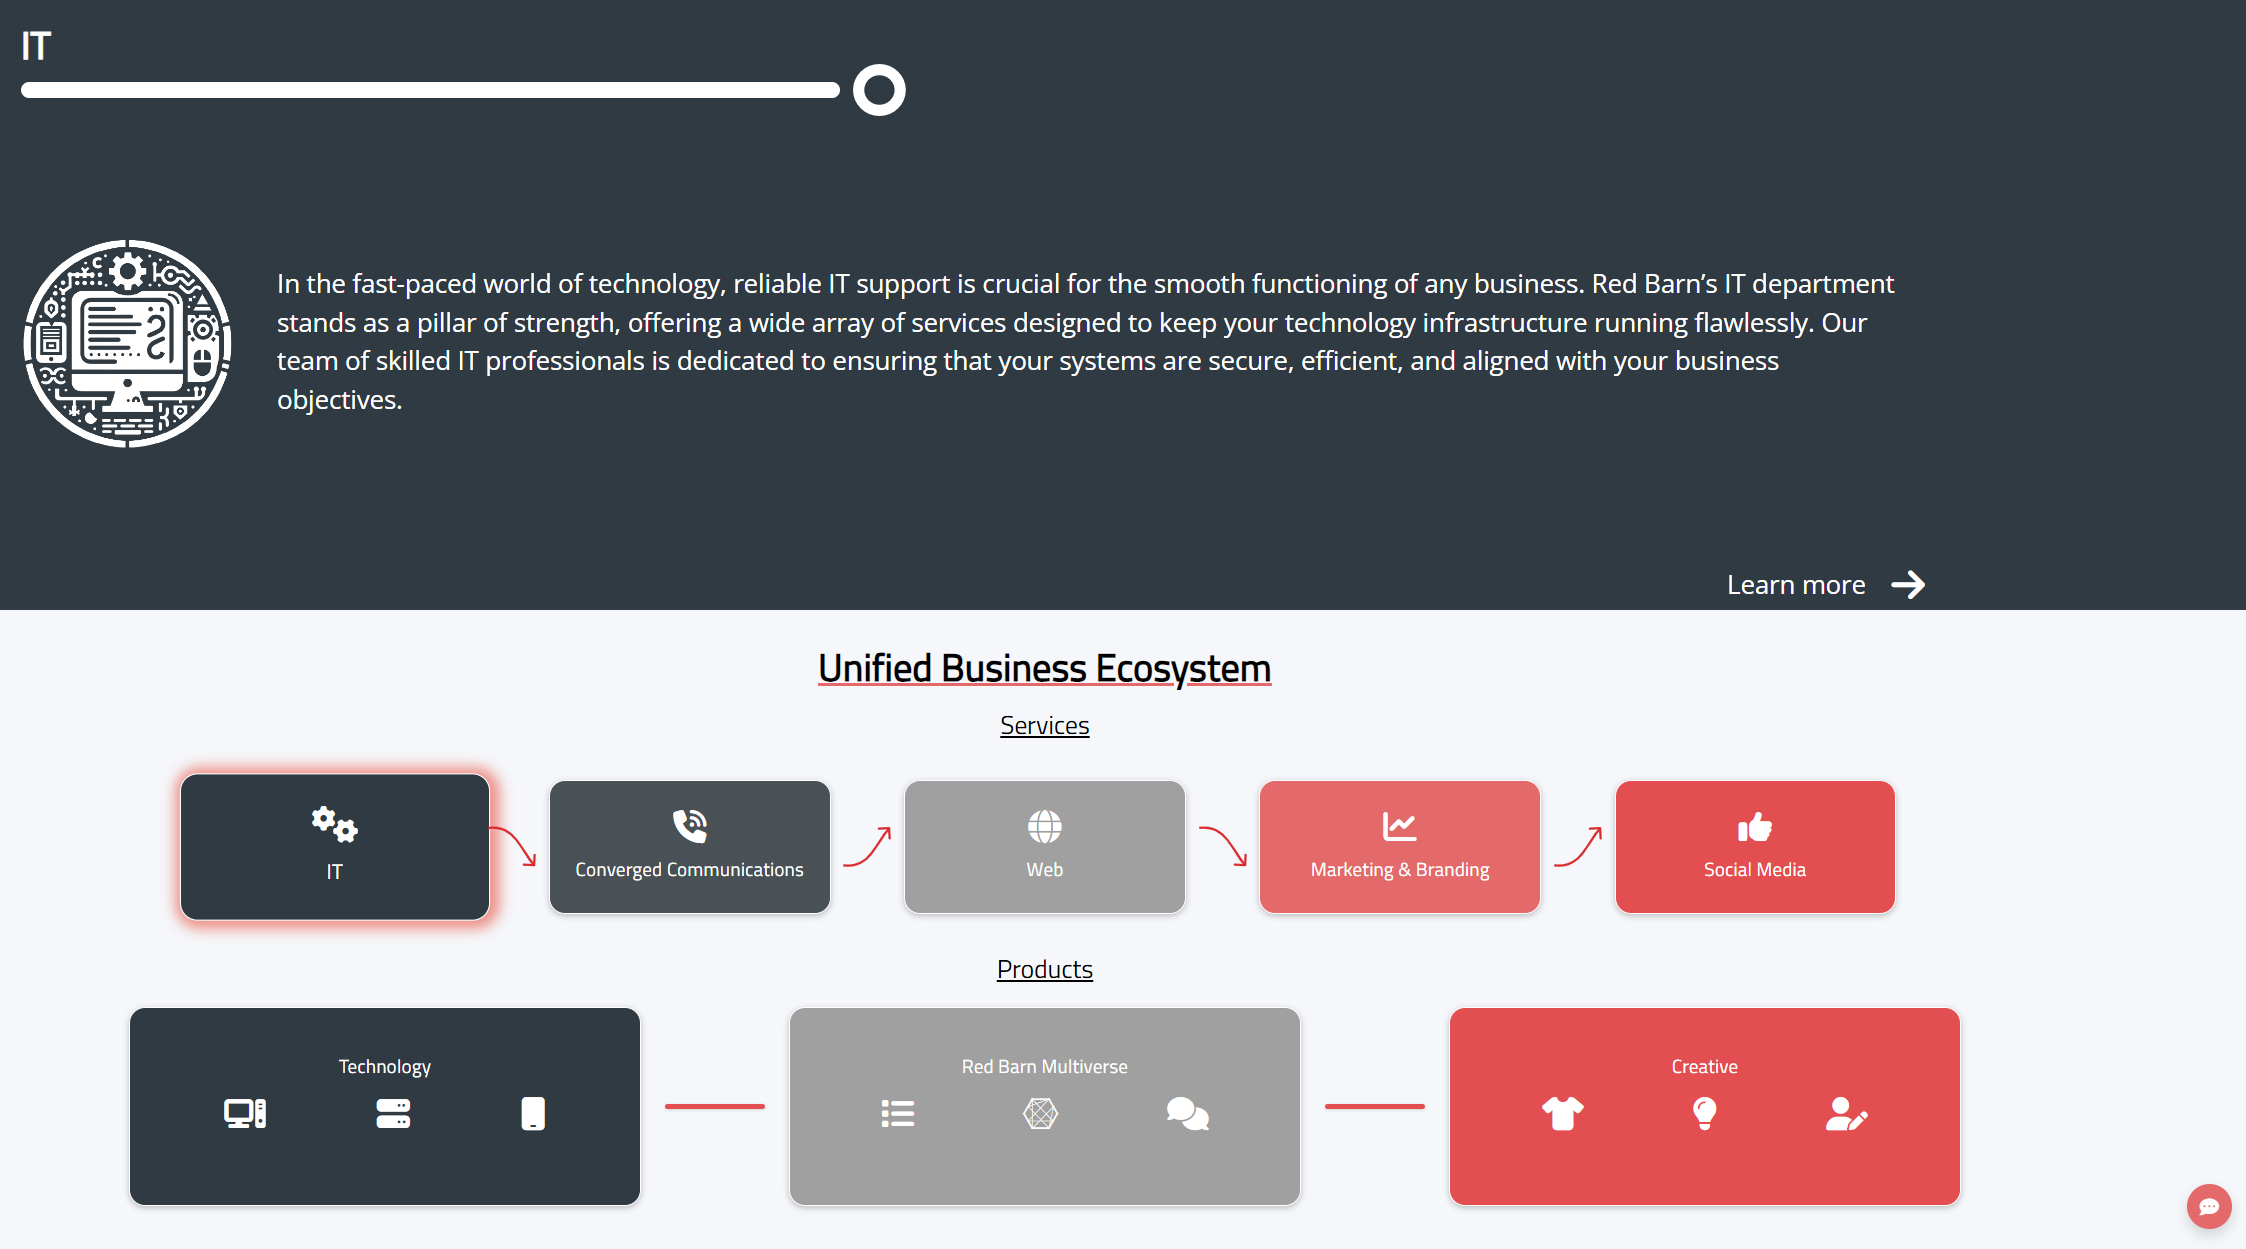 IT
In the fast-paced world of technology, reliable IT support is crucial for the smooth functioning of any business. Red Barn’s IT department
stands as a pillar of strength, offering a wide array of services designed to keep your technology infrastructure running flawlessly. Our
team of skilled IT professionals is dedicated to ensuring that your systems are secure, efficient, and aligned with your business
objectives.
Learn more
Unified Business Ecosystem
Services
IT
Converged Communications
Web
Marketing & Branding
Social Media
Products
Technology
Red Barn Multiverse
Creative